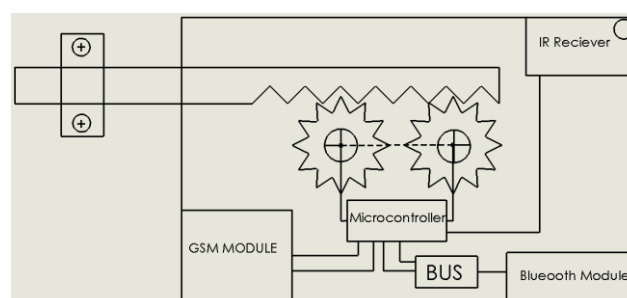 IR Reciever
Microcontroller
GSM MODULE
BUS
Blueooth Module